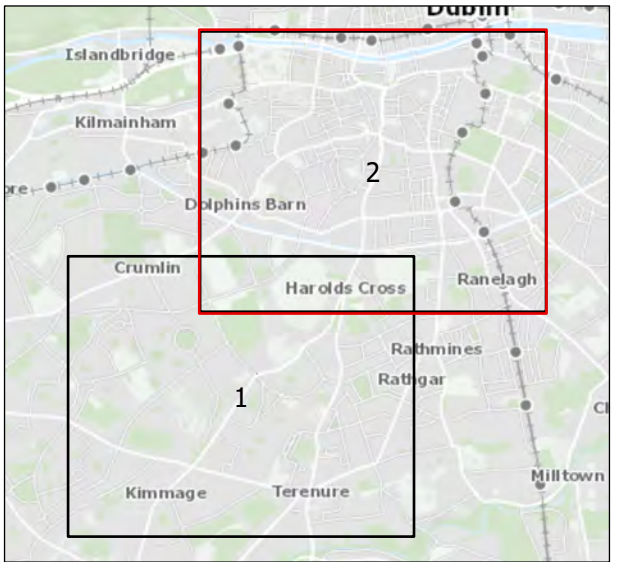 Dublin
Islandbridge
Kilmainham
2
ore
Dolphins Barn
Crumlin
Harolds Cross
Ranelagh
Rathmines
Rathgar
1
Cl
Milltown
Kimmage
Terenure